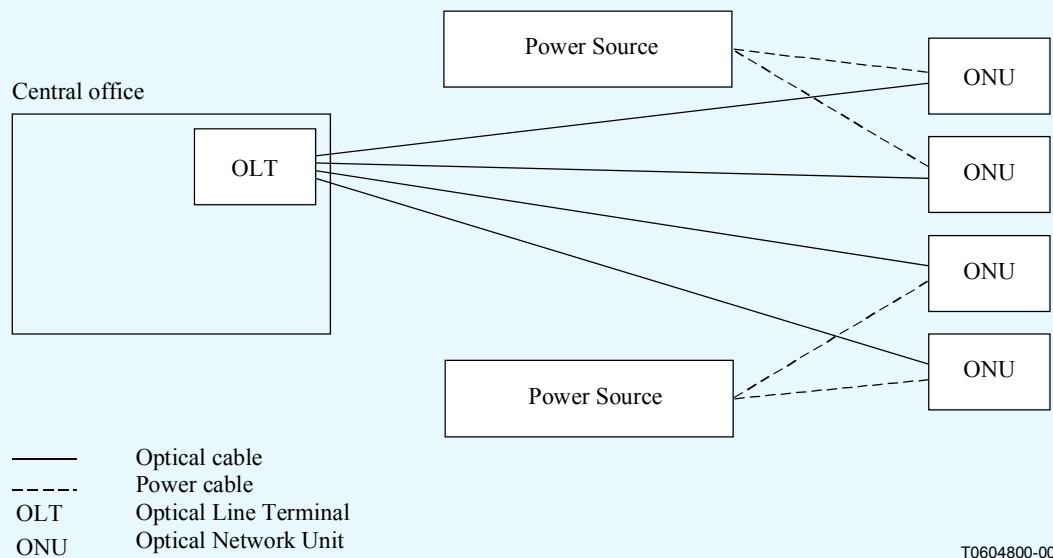 Power Source
ONU
Central office
OLT
ONU
ONU
ONU
Power Source
Optical cable
Power cable
OLT Optical Line Terminal
ONU Optical Network Unit
T0604800-00